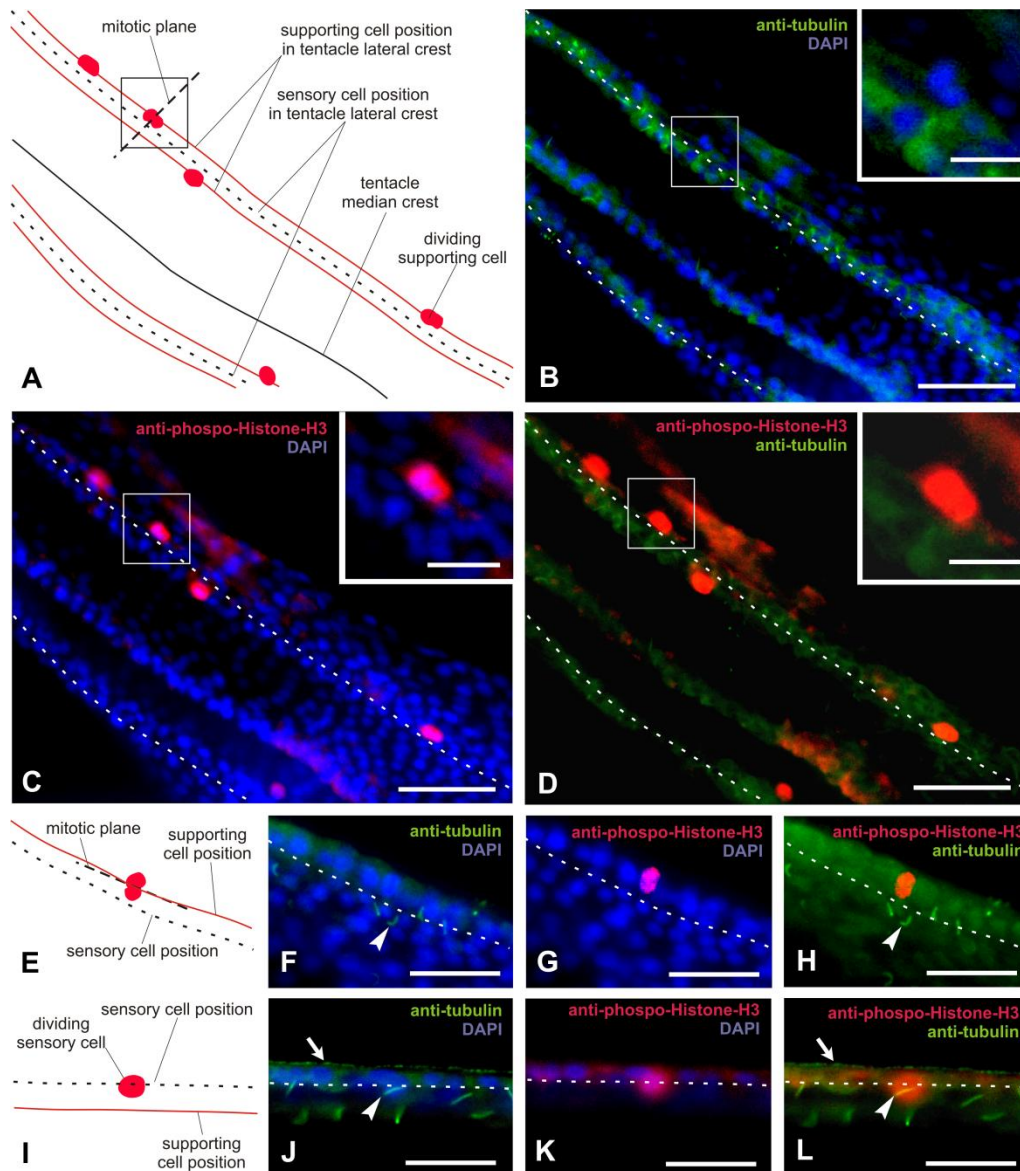 mitotic plane
supporting cell position
in tentacle lateral crest
sensory cell position
in tentacle lateral crest
tentacle
median crest
dividing
supporting cell
A
anti-tubulin
DAPI
B
anti-phospo-Histone-H3
DAPI
C
anti-phospo-Histone-H3
anti-tubulin
D
mitotic plane
supporting
cell position
sensory cell position
E
anti-tubulin
DAPI
F
anti-phospo-Histone-H3
DAPI
G
anti-phospo-Histone-H3
anti-tubulin
H
dividing
sensory cell
sensory cell position
supporting
cell position
I
anti-tubulin
DAPI
J
anti-phospo-Histone-H3
DAPI
K
anti-phospo-Histone-H3
anti-tubulin
L